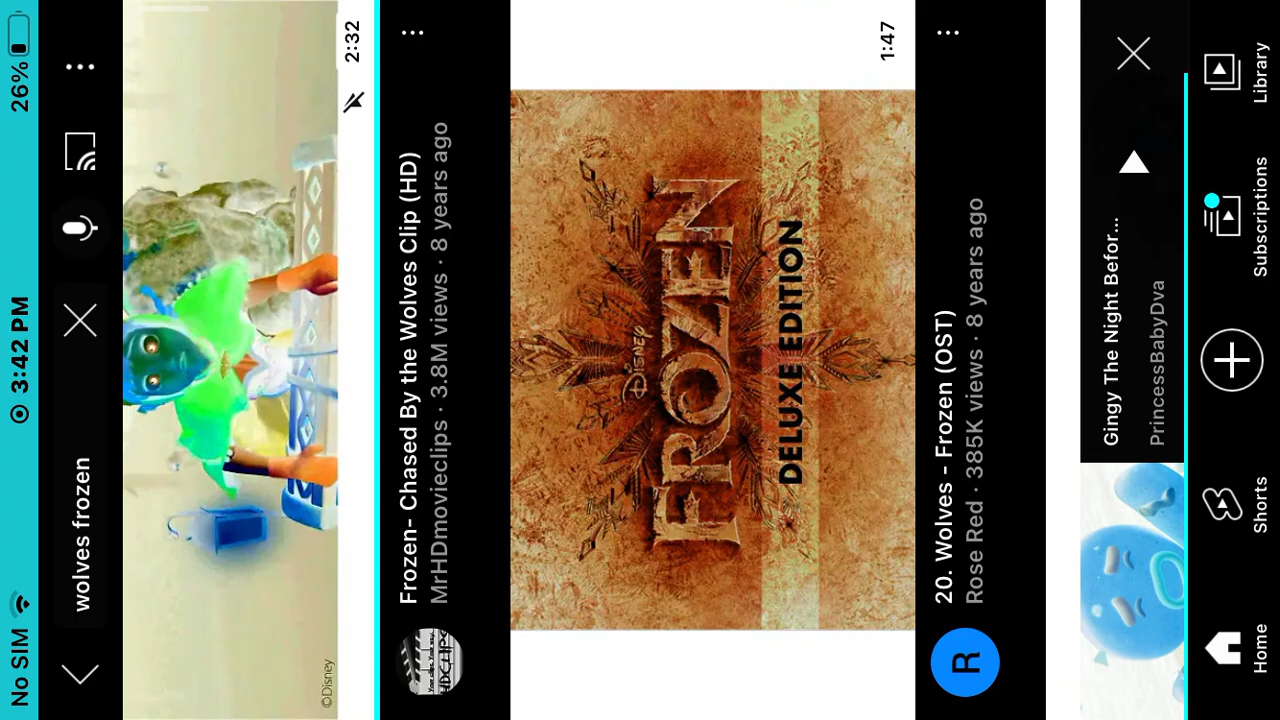 No SIM 3:42 PM 26%
wolves frozen
©Disney
2:32
Frozen- Chased By the Wolves Clip (HD)
MrHDmovieclips · 3.8M views · 8 years ago
DISNEY
FROZEN
DELUXE EDITION
1:47
R
20. Wolves - Frozen (OST)
Rose Red · 385K views · 8 years ago
Gingy The Night Befor...
PrincessBabyDva
Home Shorts Subscriptions Library